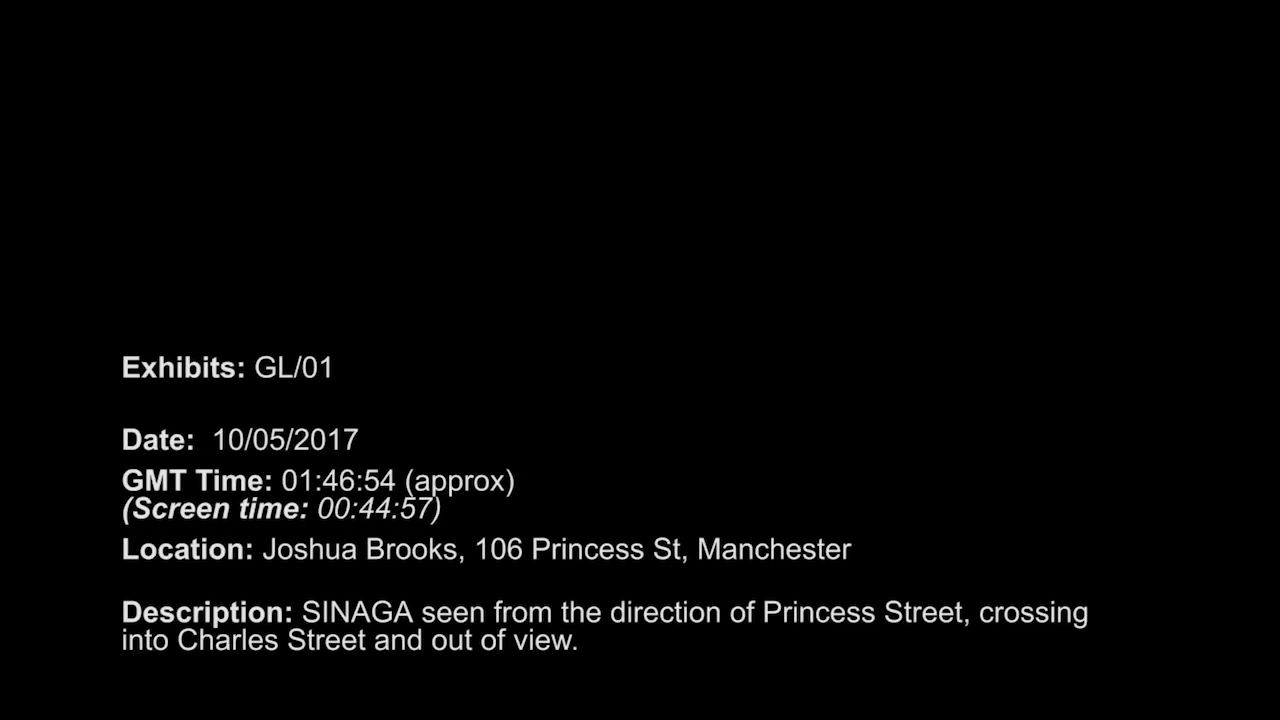 Exhibits: GL/01
Date: 10/05/2017
GMT Time: 01:46:54 (approx)
(Screen time: 00:44:57)
Location: Joshua Brooks, 106 Princess St, Manchester
Description: SINAGA seen from the direction of Princess Street, crossing
into Charles Street and out of view.